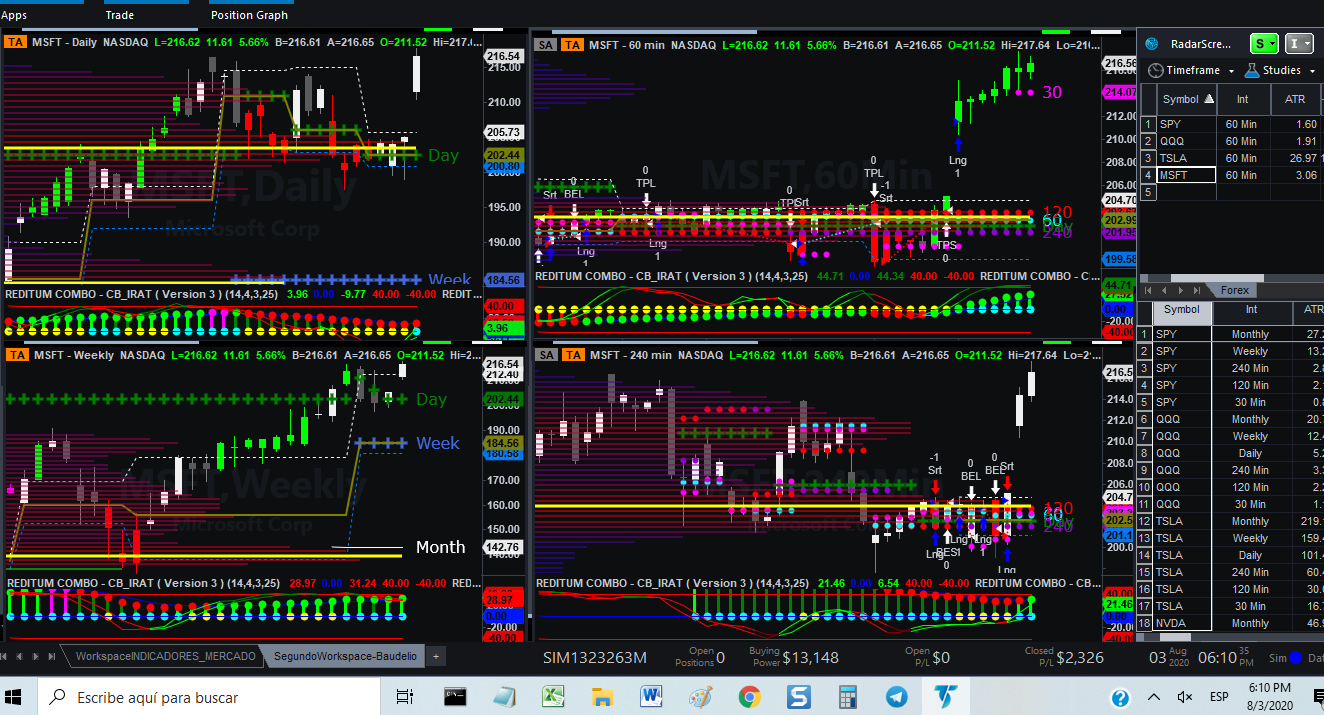 Apps Trade Position Graph
TA MSFT - Daily NASDAQ L=216.62 11.61 5.66% B=216.61 A=216.65 O=211.52 Hi=217.6...
216.54
215.00
210.00
205.73
202.44
200.80
195.00
190.00
184.56
Day
Week
MSFT,Daily
Microsoft Corp
REDITUM COMBO - CB_IRAT ( Version 3 ) (14,4,3,25) 3.96 0.00 -9.77 40.00 -40.00 REDIT...
40.00
3.96
SA TA MSFT - 60 min NASDAQ L=216.62 11.61 5.66% B=216.61 A=216.65 O=211.52 Hi=217.64 Lo=216...
216.56
214.07
212.00
210.00
208.00
206.00
204.70
202.99
201.95
199.58
30
Lng
1
0
TPL
0
TPL
-1
Srt
0
Srt BEL
Lng
1
Lng
1
TPS
0
120
60
240
MSFT,60Min
REDITUM COMBO - CB_IRAT ( Version 3 ) (14,4,3,25) 44.71 0.00 44.34 40.00 -40.00 REDITUM COMBO - C...
44.71
0.00
-20.00
-40.00
TA MSFT - Weekly NASDAQ L=216.62 11.61 5.66% B=216.61 A=216.65 O=211.52 Hi=2...
216.54
212.40
202.44
184.56
180.58
170.00
160.00
150.00
142.76
Day
Week
Month
MSFT,Weekly
Microsoft Corp
REDITUM COMBO - CB_IRAT ( Version 3 ) (14,4,3,25) 28.97 0.00 31.24 40.00 -40.00 RED...
28.97
0.00
-20.00
-40.00
SA TA MSFT - 240 min NASDAQ L=216.62 11.61 5.66% B=216.61 A=216.65 O=211.52 Hi=217.64 Lo=2...
216.5
214.0
212.0
210.0
208.0
204.7
202.5
201.1
200.0
-1
Srt
0
BEL
0
Srt
Lng
Lng
1
0
Lng
120
60
240
REDITUM COMBO - CB_IRAT ( Version 3 ) (14,4,3,25) 21.46 0.00 6.54 40.00 -40.00 REDITUM COMBO - CB...
40.00
21.46
0.00
-20.00
-40.00
RadarScre... S I
Timeframe Studies
Symbol Int ATR
1 SPY 60 Min 1.60
2 QQQ 60 Min 1.91
3 TSLA 60 Min 26.97
4 MSFT 60 Min 3.06
5
Forex
Symbol Int ATR
1 SPY Monthly 27.2
2 SPY Weekly 13.2
3 SPY 240 Min 2.8
4 SPY 120 Min 2.
5 SPY 30 Min 0.8
6 QQQ Monthly 20.7
7 QQQ Weekly 12.4
8 QQQ Daily 5.2
9 QQQ 240 Min 3.3
10 QQQ 120 Min 2.2
11 QQQ 30 Min 1.
12 TSLA Monthly 219.
13 TSLA Weekly 159.4
14 TSLA Daily 101.4
15 TSLA 240 Min 60.4
16 TSLA 120 Min 30.
17 TSLA 30 Min 16.7
18 NVDA Monthly 46.9
WorkspaceINDICADORES_MERCADO SegundoWorkspace-Baudelio +
SIM1323263M Open Positions 0 Buying Power $13,148 Open P/L $0 Closed P/L $2,326 03 Aug 2020 06:10 35 PM Sim Dat
Escribe aquí para buscar
ESP
6:10 PM
8/3/2020